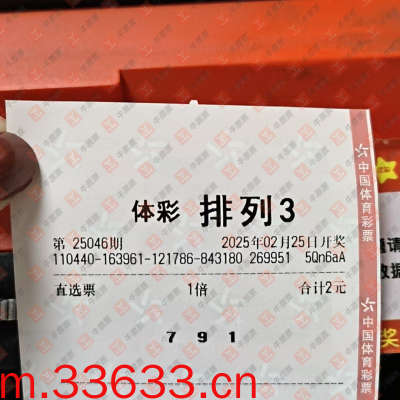 体彩 排列3
第 25046期 2025年02月25日开奖
110440-163961-121786-843180 269951 5Qn6aA
直选票 1倍 合计2元
7 9 1
中国体育彩票
中国体育彩票
m.33633.cn